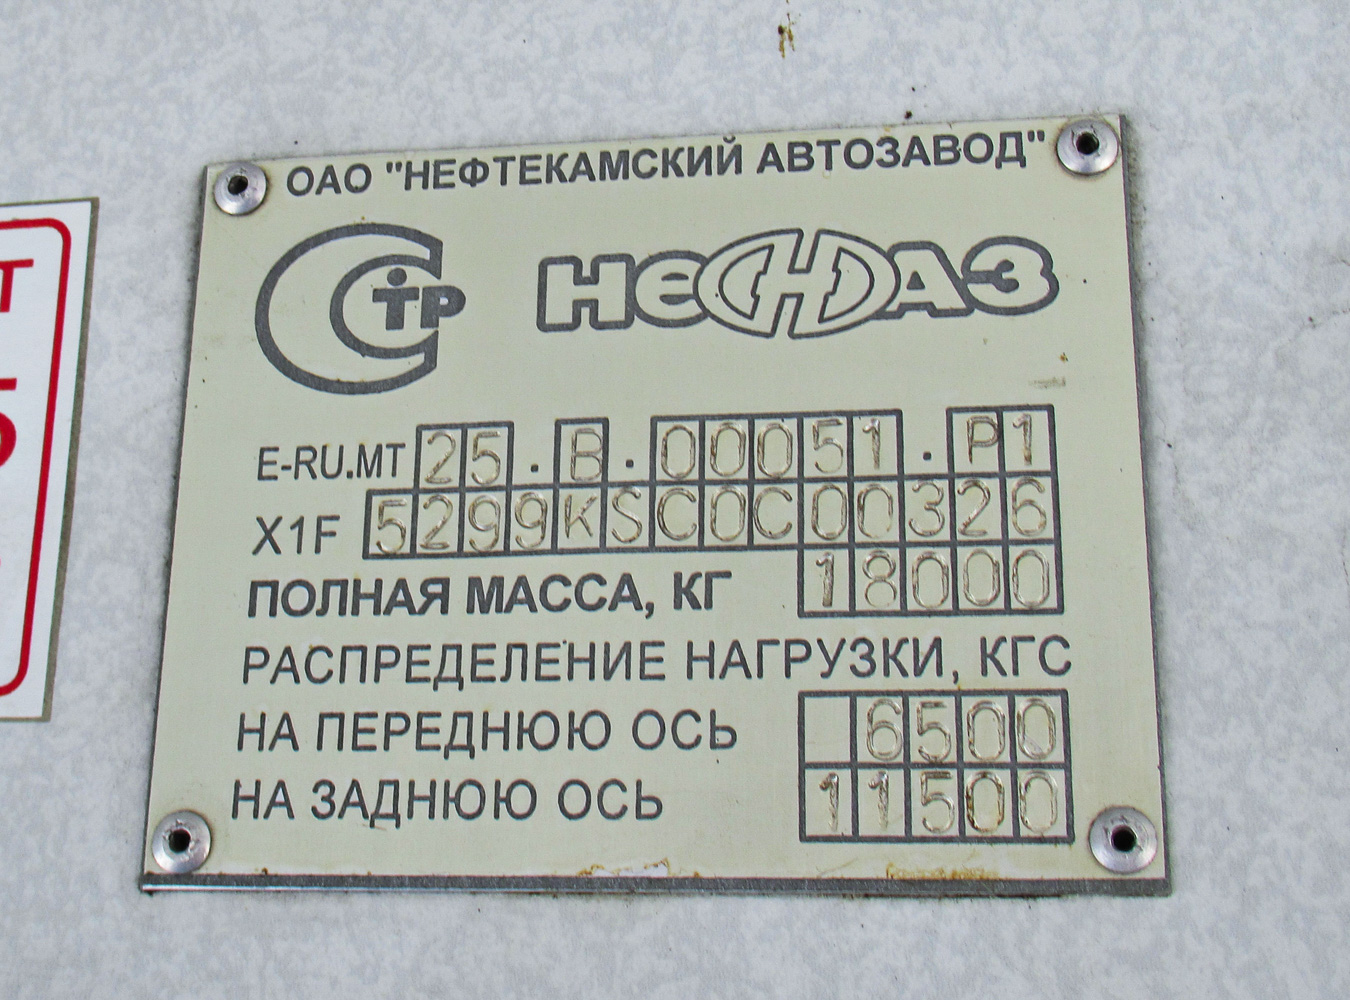 ОАО "НЕФТЕКАМСКИЙ АВТОЗАВОД"
СТР НеФАЗ
E-RU.MT 25.B.00051.P1
X1F 5299KSC0C00326
ПОЛНАЯ МАССА, КГ 18000
РАСПРЕДЕЛЕНИЕ НАГРУЗКИ, КГС
НА ПЕРЕДНЮЮ ОСЬ 6500
НА ЗАДНЮЮ ОСЬ 11500
Т
5